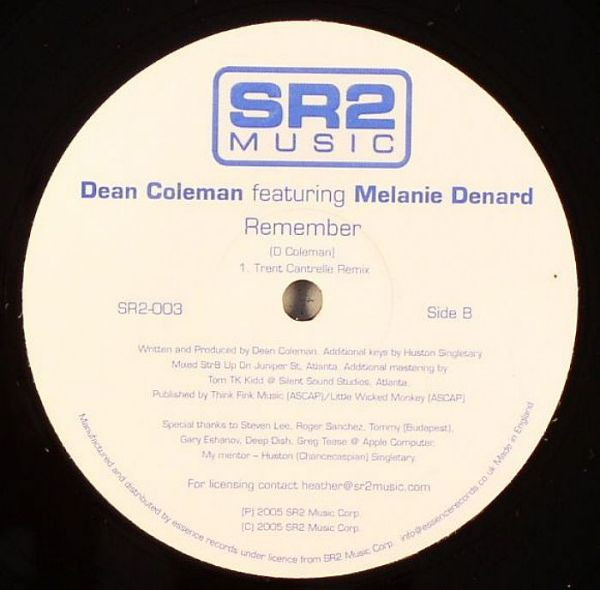 SR2
MUSIC
Dean Coleman featuring Melanie Denard
Remember
(D Coleman)
1. Trent Cantrelle Remix
SR2-003
Side B
Written and Produced by Dean Coleman. Additional keys by Huston Singletary.
Mixed Str8 Up On Juniper St, Atlanta. Additional mastering by
Tom TK Kidd @ Silent Sound Studios, Atlanta.
Published by Think Fink Music (ASCAP)/Little Wicked Monkey (ASCAP)
Special thanks to Steven Lee, Roger Sanchez, Tommy (Budapest),
Gary Eshanov, Deep Dish, Greg Tease @ Apple Computer.
My mentor – Huston (Chancecaspian) Singletary.
For licensing contact heather@sr2music.com
(P) 2005 SR2 Music Corp.
(C) 2005 SR2 Music Corp.
Manufactured and distributed by essence records under licence from SR2 Music Corp. info@essencerecords.co.uk Made in England